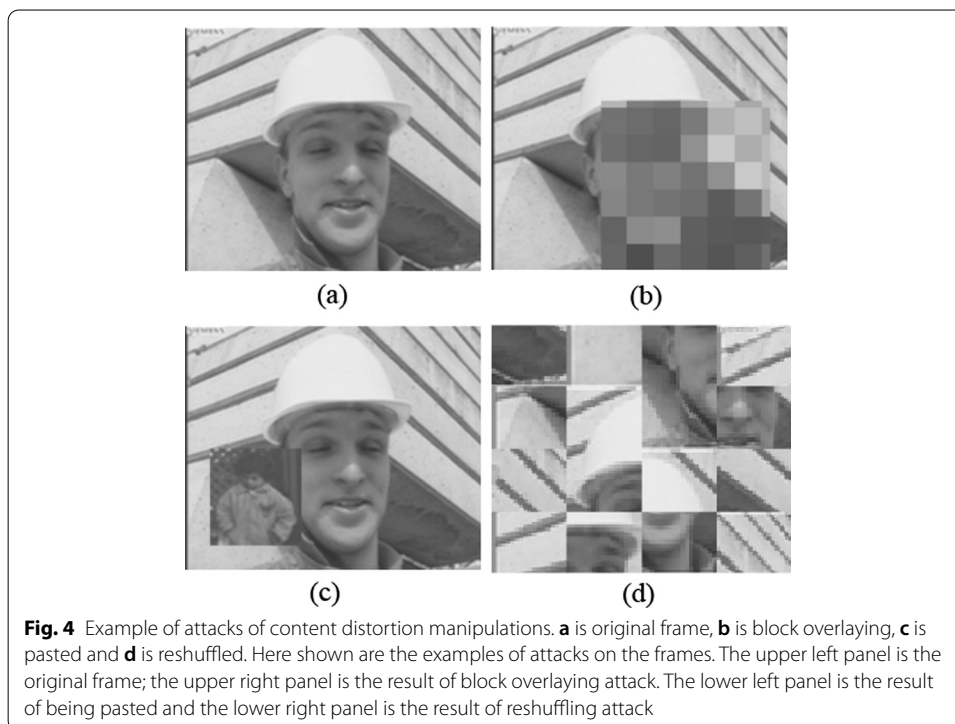 (a)
(b)
(c)
(d)
Fig. 4 Example of attacks of content distortion manipulations. a is original frame, b is block overlaying, c is
pasted and d is reshuffled. Here shown are the examples of attacks on the frames. The upper left panel is the
original frame; the upper right panel is the result of block overlaying attack. The lower left panel is the result
of being pasted and the lower right panel is the result of reshuffling attack